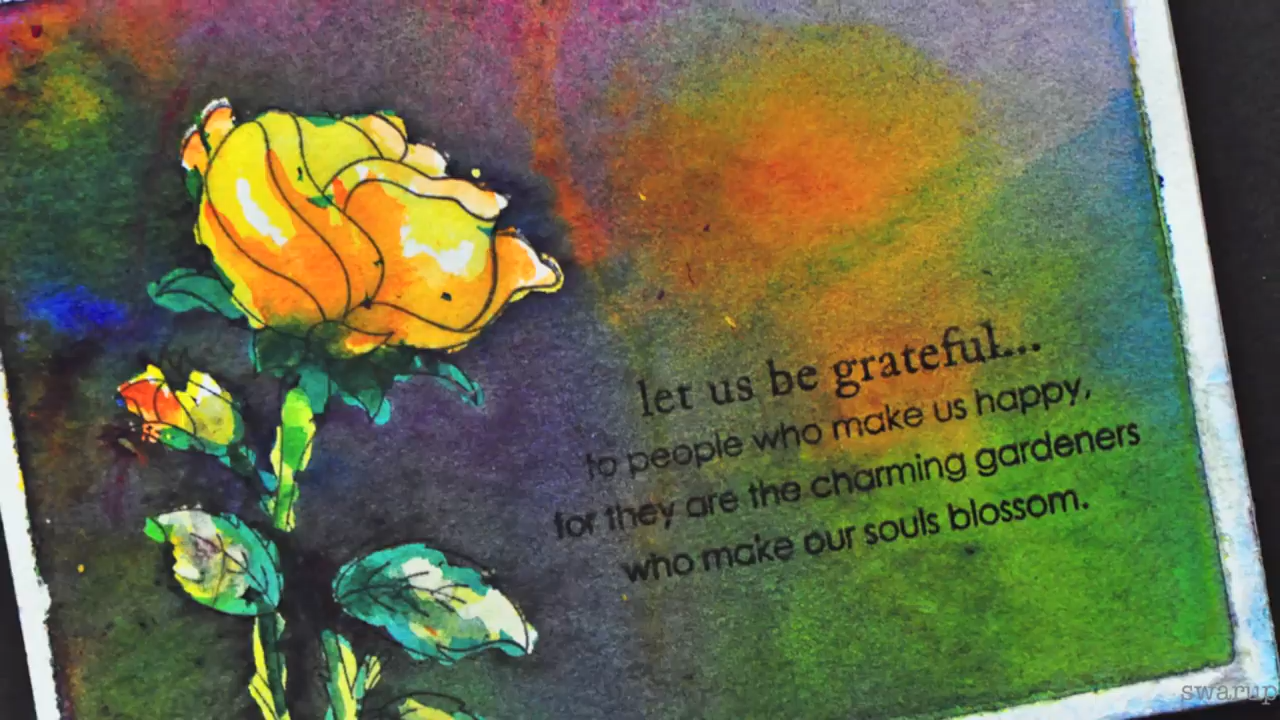 let us be grateful...
to people who make us happy,
for they are the charming gardeners
who make our souls blossom.
swarup